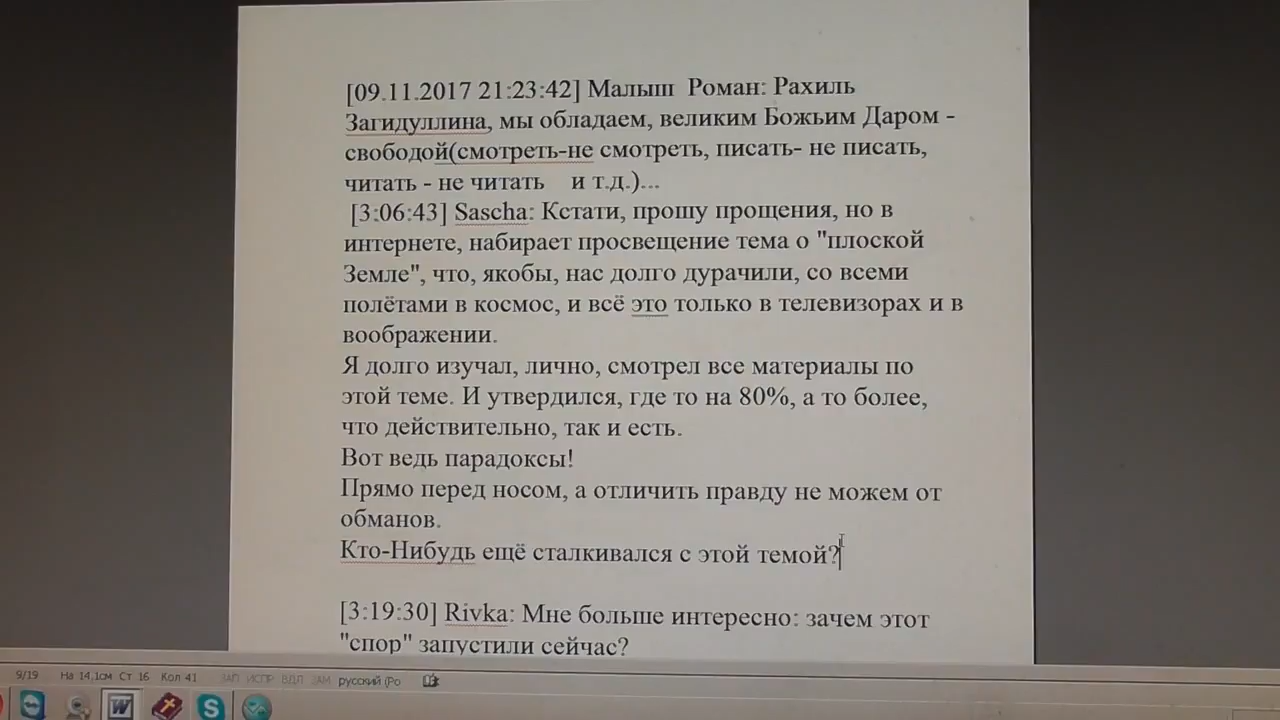 [09.11.2017 21:23:42] Малыш  Роман: Рахиль
Загидуллина, мы обладаем, великим Божьим Даром -
свободой(смотреть-не смотреть, писать- не писать,
читать - не читать    и т.д.)...
[3:06:43] Sascha: Кстати, прошу прощения, но в
интернете, набирает просвещение тема о "плоской
Земле", что, якобы, нас долго дурачили, со всеми
полётами в космос, и всё это только в телевизорах и в
воображении.
Я долго изучал, лично, смотрел все материалы по
этой теме. И утвердился, где то на 80%, а то более,
что действительно, так и есть.
Вот ведь парадоксы!
Прямо перед носом, а отличить правду не можем от
обманов.
Кто-Нибудь ещё сталкивался с этой темой?
[3:19:30] Rivka: Мне больше интересно: зачем этот
"спор" запустили сейчас?
9/19 На 14,1см Ст 16 Кол 41 ЗАП ИСПР ВДЛ ЗАМ русский (Ро